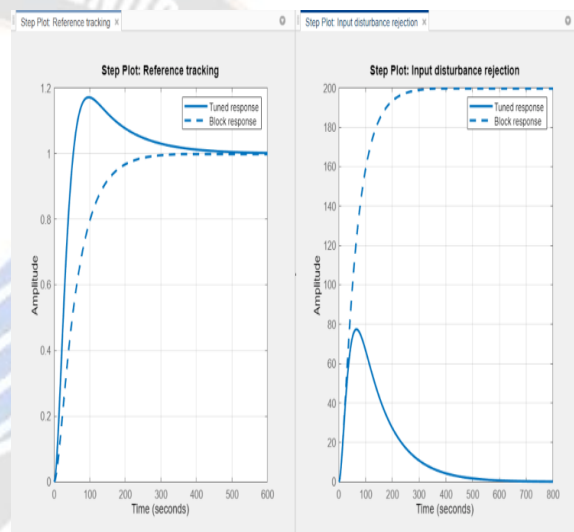 Step Plot: Reference tracking ×
Step Plot: Reference tracking
Tuned response
Block response
1.2
1
0.8
0.6
0.4
0.2
0
Amplitude
0 100 200 300 400 500 600
Time (seconds)
Step Plot: Input disturbance rejection ×
Step Plot: Input disturbance rejection
Tuned response
Block response
200
180
160
140
120
100
80
60
40
20
0
Amplitude
0 100 200 300 400 500 600 700 800
Time (seconds)